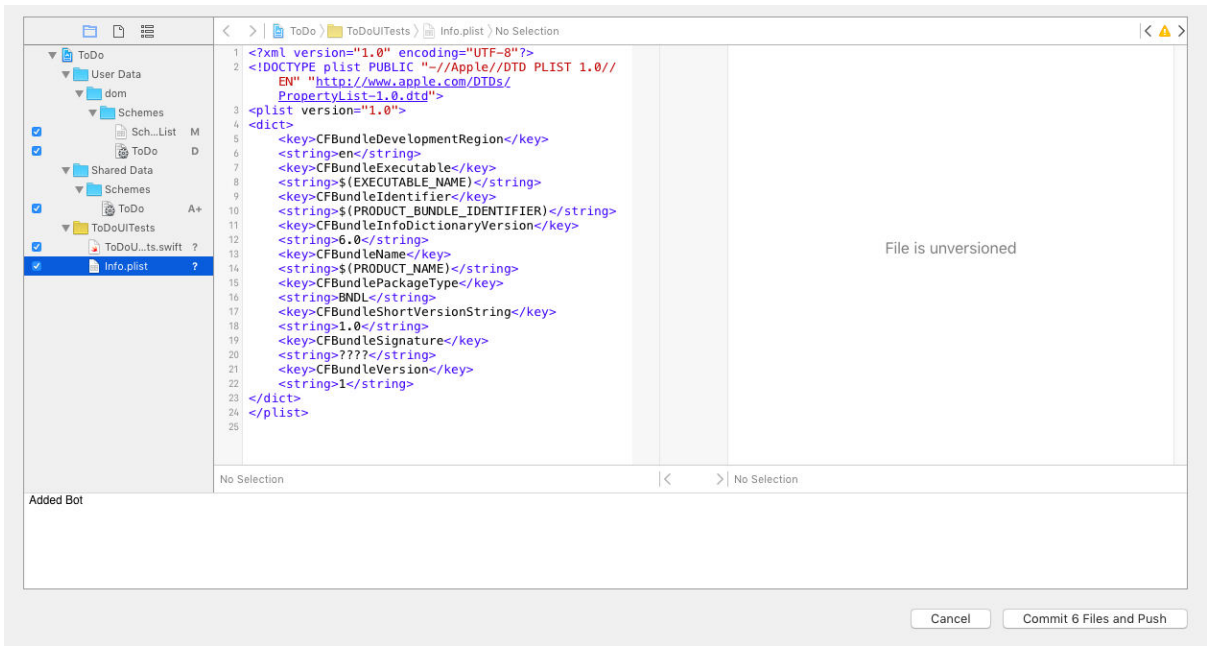 ToDo
ToDoUITests
Info.plist
No Selection
ToDo
User Data
dom
Schemes
Sch...List M
ToDo D
Shared Data
Schemes
ToDo A+
ToDoUITests
ToDoU...ts.swift ?
Info.plist ?
1 <?xml version="1.0" encoding="UTF-8"?>
2 <!DOCTYPE plist PUBLIC "-//Apple//DTD PLIST 1.0//
EN" "http://www.apple.com/DTDs/
PropertyList-1.0.dtd">
3 <plist version="1.0">
4 <dict>
5 <key>CFBundleDevelopmentRegion</key>
6 <string>en</string>
7 <key>CFBundleExecutable</key>
8 <string>$(EXECUTABLE_NAME)</string>
9 <key>CFBundleIdentifier</key>
10 <string>$(PRODUCT_BUNDLE_IDENTIFIER)</string>
11 <key>CFBundleInfoDictionaryVersion</key>
12 <string>6.0</string>
13 <key>CFBundleName</key>
14 <string>$(PRODUCT_NAME)</string>
15 <key>CFBundlePackageType</key>
16 <string>BNDL</string>
17 <key>CFBundleShortVersionString</key>
18 <string>1.0</string>
19 <key>CFBundleSignature</key>
20 <string>????</string>
21 <key>CFBundleVersion</key>
22 <string>1</string>
23 </dict>
24 </plist>
25
File is unversioned
No Selection
No Selection
Added Bot
Cancel
Commit 6 Files and Push